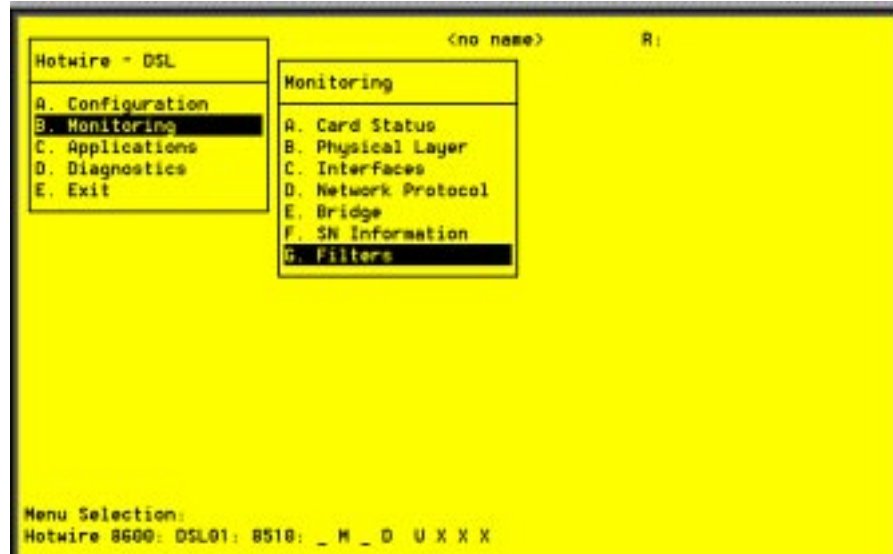 <no name> R:
Hotwire - DSL
A. Configuration
B. Monitoring
C. Applications
D. Diagnostics
E. Exit
Monitoring
A. Card Status
B. Physical Layer
C. Interfaces
D. Network Protocol
E. Bridge
F. SN Information
G. Filters
Menu Selection:
Hotwire 8600: DSL01: 8510: _ M _ D U X X X